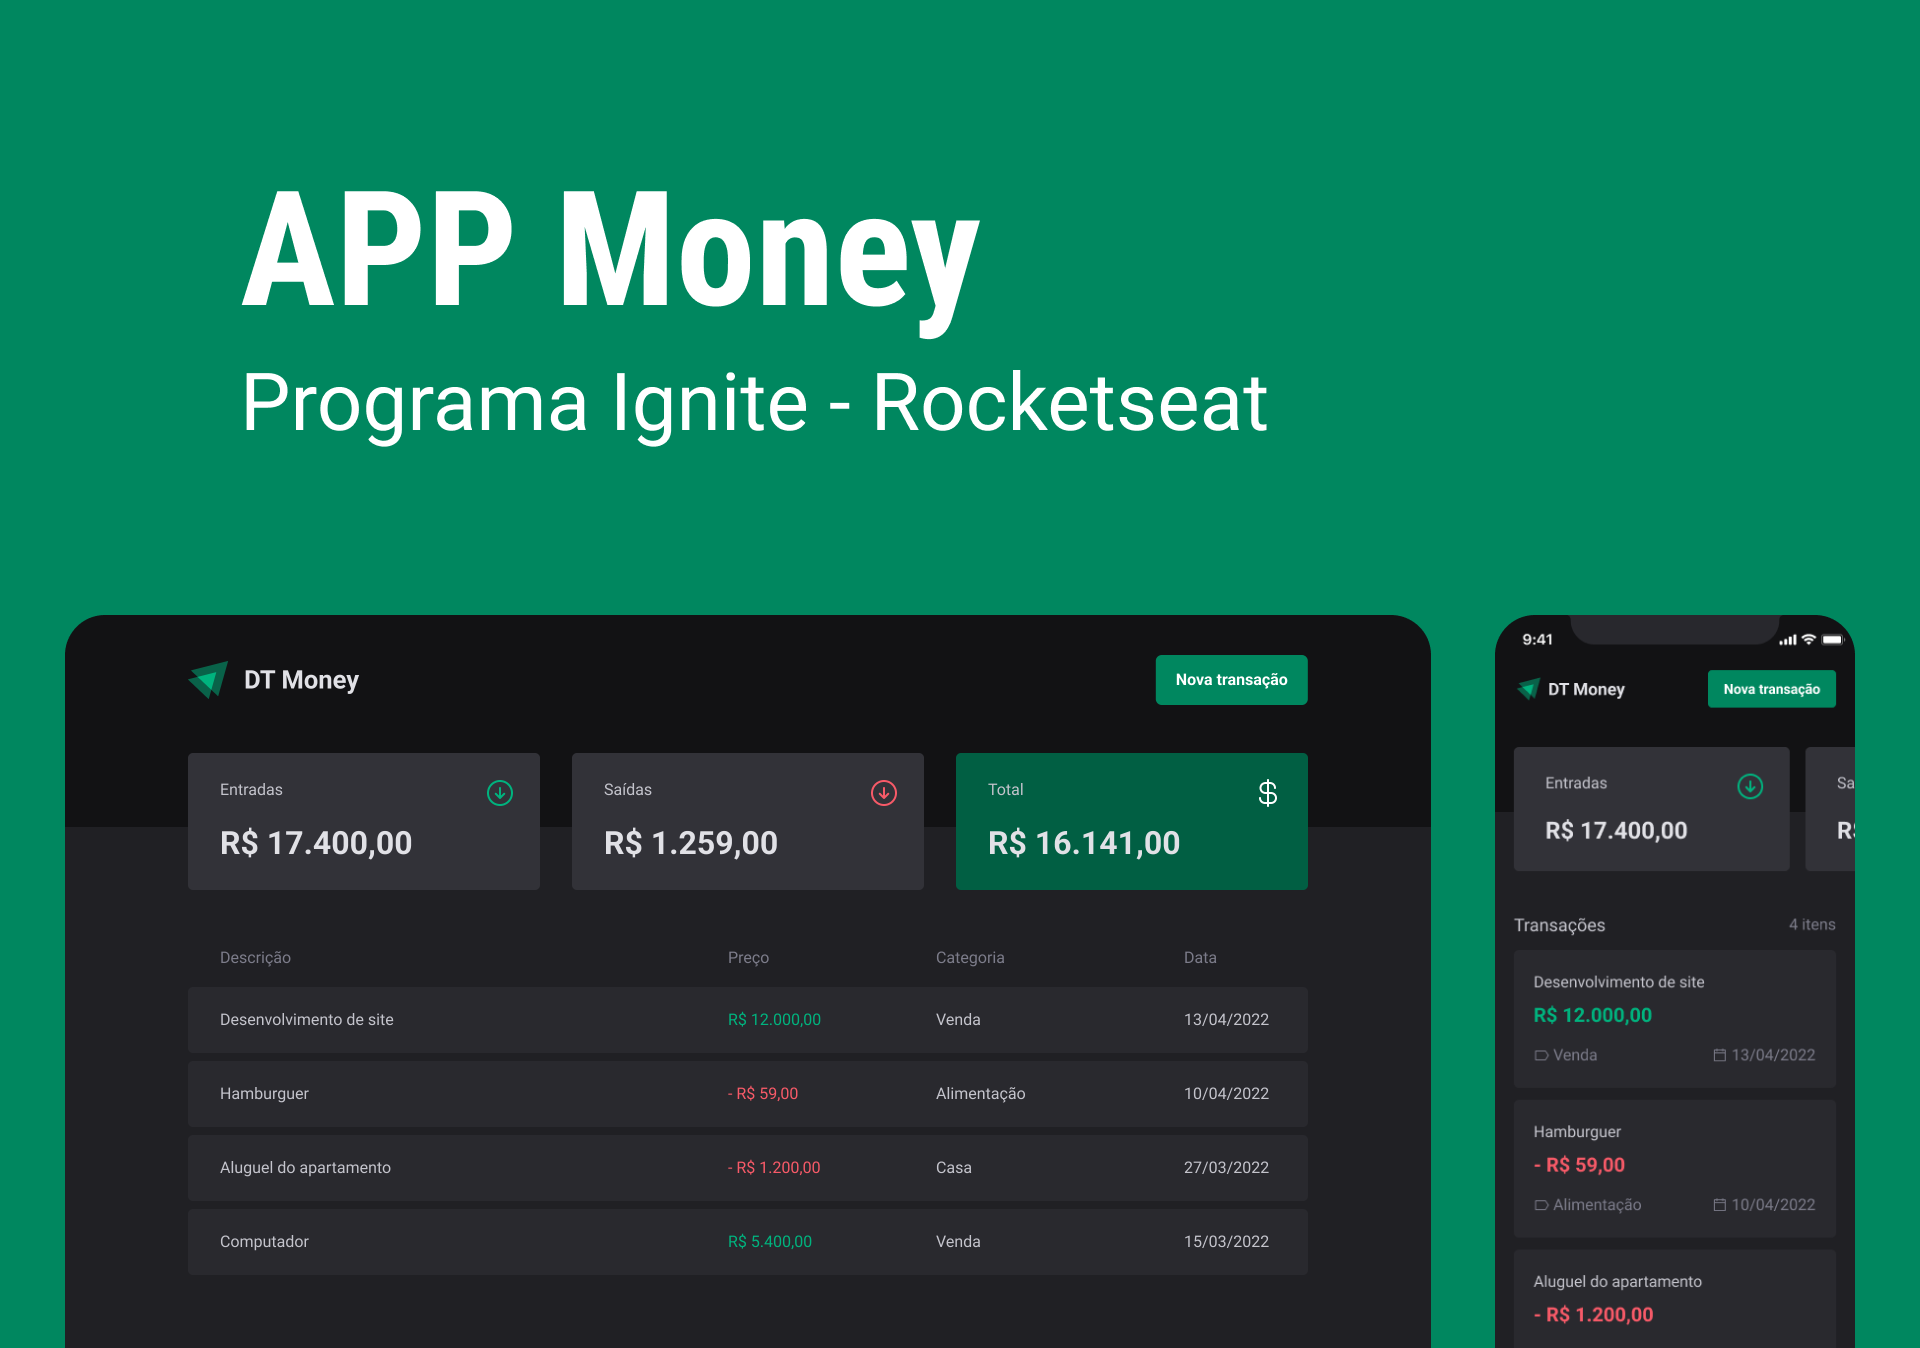 APP Money
Programa Ignite - Rocketseat
DT Money
Nova transação
Entradas
R$ 17.400,00
Saídas
R$ 1.259,00
Total
$
R$ 16.141,00
Descrição Preço Categoria Data
Desenvolvimento de site R$ 12.000,00 Venda 13/04/2022
Hamburguer - R$ 59,00 Alimentação 10/04/2022
Aluguel do apartamento - R$ 1.200,00 Casa 27/03/2022
Computador R$ 5.400,00 Venda 15/03/2022
9:41
DT Money
Nova transação
Entradas
R$ 17.400,00
Sa
R$
Transações 4 itens
Desenvolvimento de site
R$ 12.000,00
Venda 13/04/2022
Hamburguer
- R$ 59,00
Alimentação 10/04/2022
Aluguel do apartamento
- R$ 1.200,00